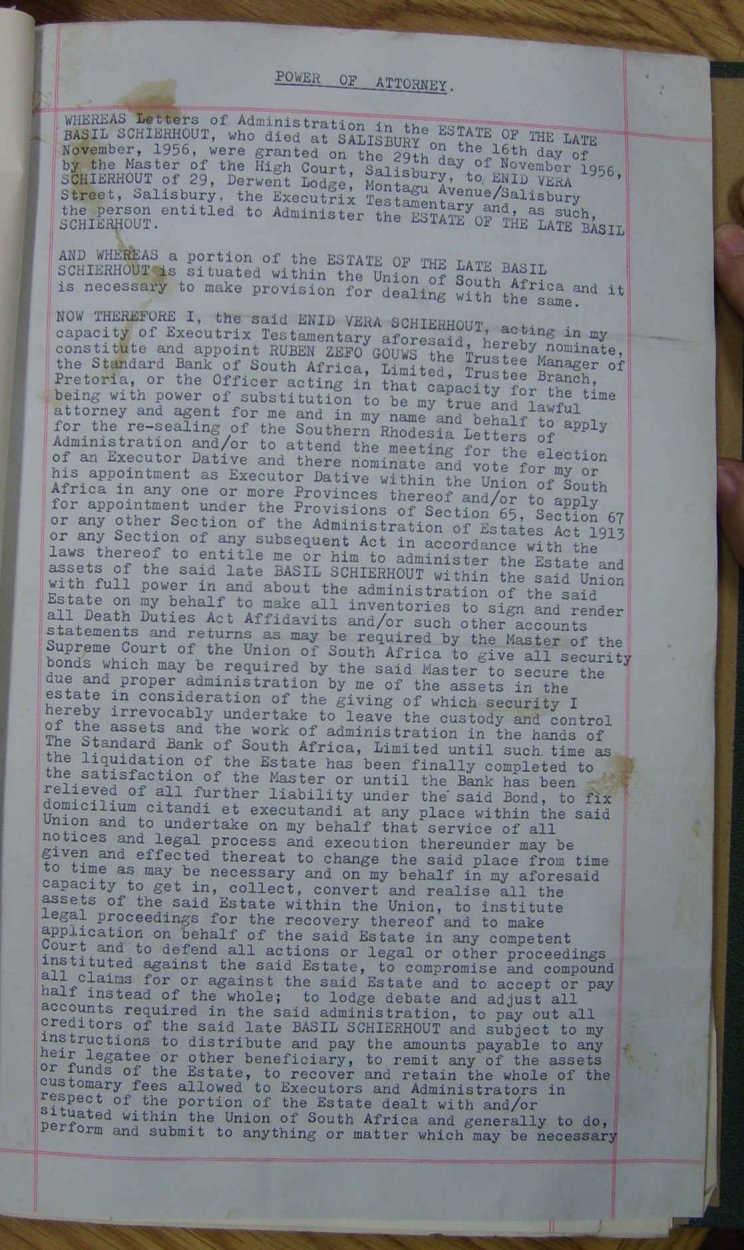 POWER OF ATTORNEY.
WHEREAS Letters of Administration in the ESTATE OF THE LATE
BASIL SCHIERHOUT, who died at SALISBURY on the 16th day of
November, 1956, were granted on the 29th day of November 1956,
by the Master of the High Court, Salisbury, to ENID VERA
SCHIERHOUT of 29, Derwent Lodge, Montagu Avenue/Salisbury
Street, Salisbury, the Executrix Testamentary and, as such,
the person entitled to Administer the ESTATE OF THE LATE BASIL
SCHIERHOUT.
AND WHEREAS a portion of the ESTATE OF THE LATE BASIL
SCHIERHOUT is situated within the Union of South Africa and it
is necessary to make provision for dealing with the same.
NOW THEREFORE I, the said ENID VERA SCHIERHOUT, acting in my
capacity of Executrix Testamentary aforesaid, hereby nominate,
constitute and appoint RUBEN ZEFO GOUWS the Trustee Manager of
the Standard Bank of South Africa, Limited, Trustee Branch,
Pretoria, or the Officer acting in that capacity for the time
being with power of substitution to be my true and lawful
attorney and agent for me and in my name and behalf to apply
for the re-sealing of the Southern Rhodesia Letters of
Administration and/or to attend the meeting for the election
of an Executor Dative and there nominate and vote for my or
his appointment as Executor Dative within the Union of South
Africa in any one or more Provinces thereof and/or to apply
for appointment under the Provisions of Section 65, Section 67
or any other Section of the Administration of Estates Act 1913
or any Section of any subsequent Act in accordance with the
laws thereof to entitle me or him to administer the Estate and
assets of the said late BASIL SCHIERHOUT within the said Union
with full power in and about the administration of the said
Estate on my behalf to make all inventories to sign and render
all Death Duties Act Affidavits and/or such other accounts
statements and returns as may be required by the Master of the
Supreme Court of the Union of South Africa to give all security
bonds which may be required by the said Master to secure the
due and proper administration by me of the assets in the
estate in consideration of the giving of which security I
hereby irrevocably undertake to leave the custody and control
of the assets and the work of administration in the hands of
The Standard Bank of South Africa, Limited until such time as
the liquidation of the Estate has been finally completed to
the satisfaction of the Master or until the Bank has been
relieved of all further liability under the said Bond, to fix
domicilium citandi et executandi at any place within the said
Union and to undertake on my behalf that service of all
notices and legal process and execution thereunder may be
given and effected thereat to change the said place from time
to time as may be necessary and on my behalf in my aforesaid
capacity to get in, collect, convert and realise all the
assets of the said Estate within the Union, to institute
legal proceedings for the recovery thereof and to make
application on behalf of the said Estate in any competent
Court and to defend all actions or legal or other proceedings
instituted against the said Estate, to compromise and compound
all claims for or against the said Estate and to accept or pay
half instead of the whole; to lodge debate and adjust all
accounts required in the said administration, to pay out all
creditors of the said late BASIL SCHIERHOUT and subject to my
instructions to distribute and pay the amounts payable to any
heir legatee or other beneficiary, to remit any of the assets
or funds of the Estate, to recover and retain the whole of the
customary fees allowed to Executors and Administrators in
respect of the portion of the Estate dealt with and/or
situated within the Union of South Africa and generally to do,
perform and submit to anything or matter which may be necessary